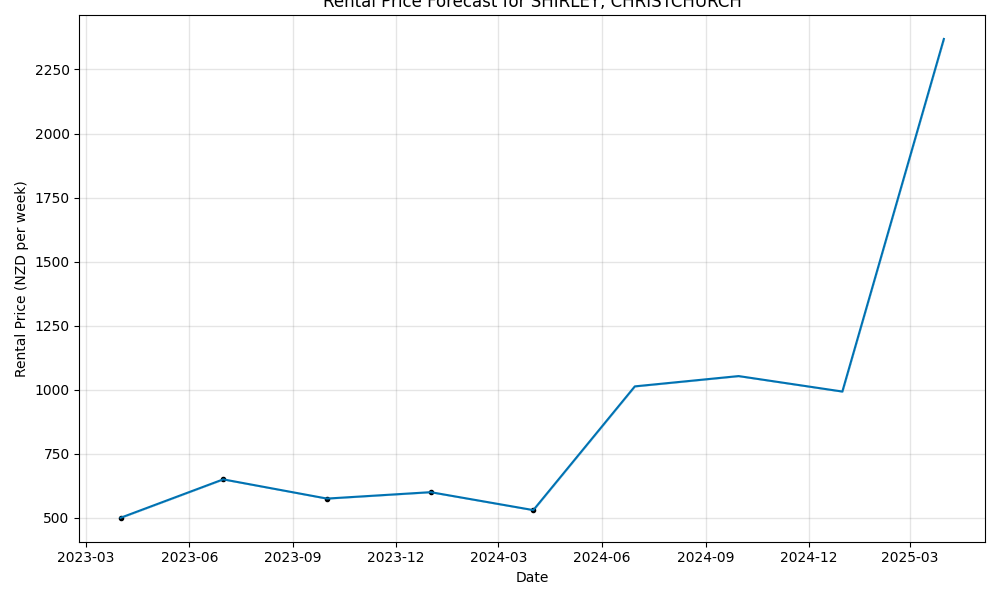 Rental Price Forecast for SHIRLEY, CHRISTCHURCH
Rental Price (NZD per week)
2250
2000
1750
1500
1250
1000
750
500
2023-03 2023-06 2023-09 2023-12 2024-03 2024-06 2024-09 2024-12 2025-03
Date